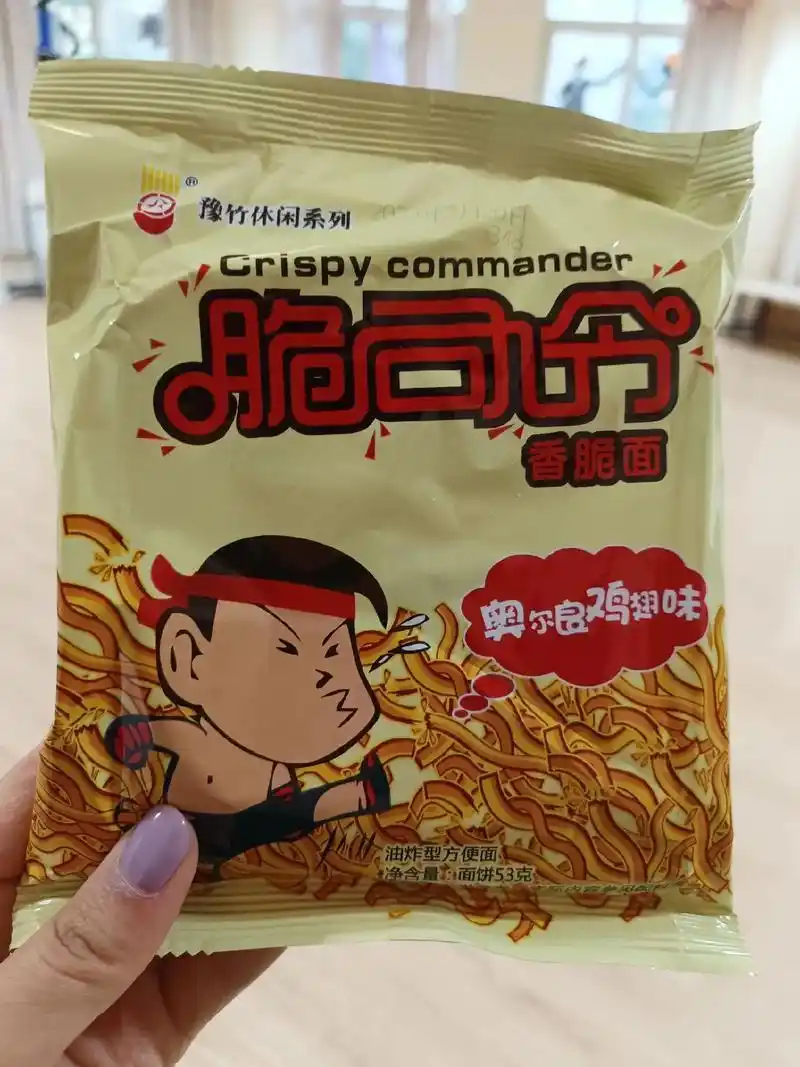 ®
豫竹休闲系列
Crispy commander
脆司令
香脆面
奥尔良鸡翅味
油炸型方便面
净含量：面饼53克